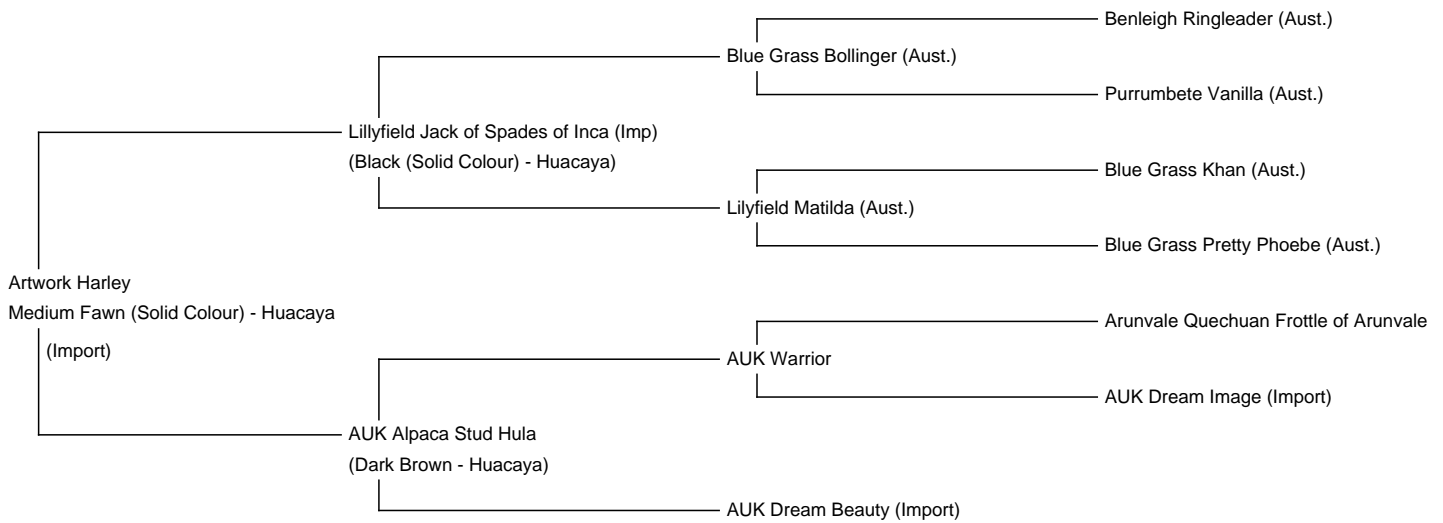 Benleigh Ringleader (Aust.)
Blue Grass Bollinger (Aust.)
Purrumbete Vanilla (Aust.)
Lillyfield Jack of Spades of Inca (Imp)
(Black (Solid Colour) - Huacaya)
Blue Grass Khan (Aust.)
Lilyfield Matilda (Aust.)
Blue Grass Pretty Phoebe (Aust.)
Artwork Harley
Medium Fawn (Solid Colour) - Huacaya
(Import)
Arunvale Quechuan Frottle of Arunvale
AUK Warrior
AUK Dream Image (Import)
AUK Alpaca Stud Hula
(Dark Brown - Huacaya)
AUK Dream Beauty (Import)